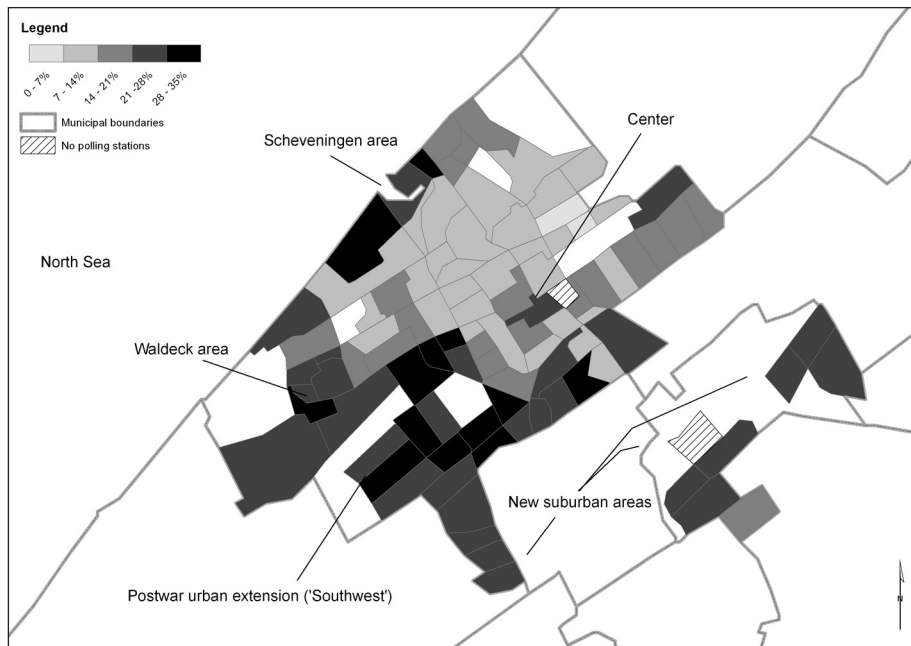 Legend
0 - 7%
7 - 14%
14 - 21%
21 -28%
28 - 35%
Municipal boundaries
No polling stations
Center
Scheveningen area
North Sea
Waldeck area
New suburban areas
Postwar urban extension ('Southwest')
N